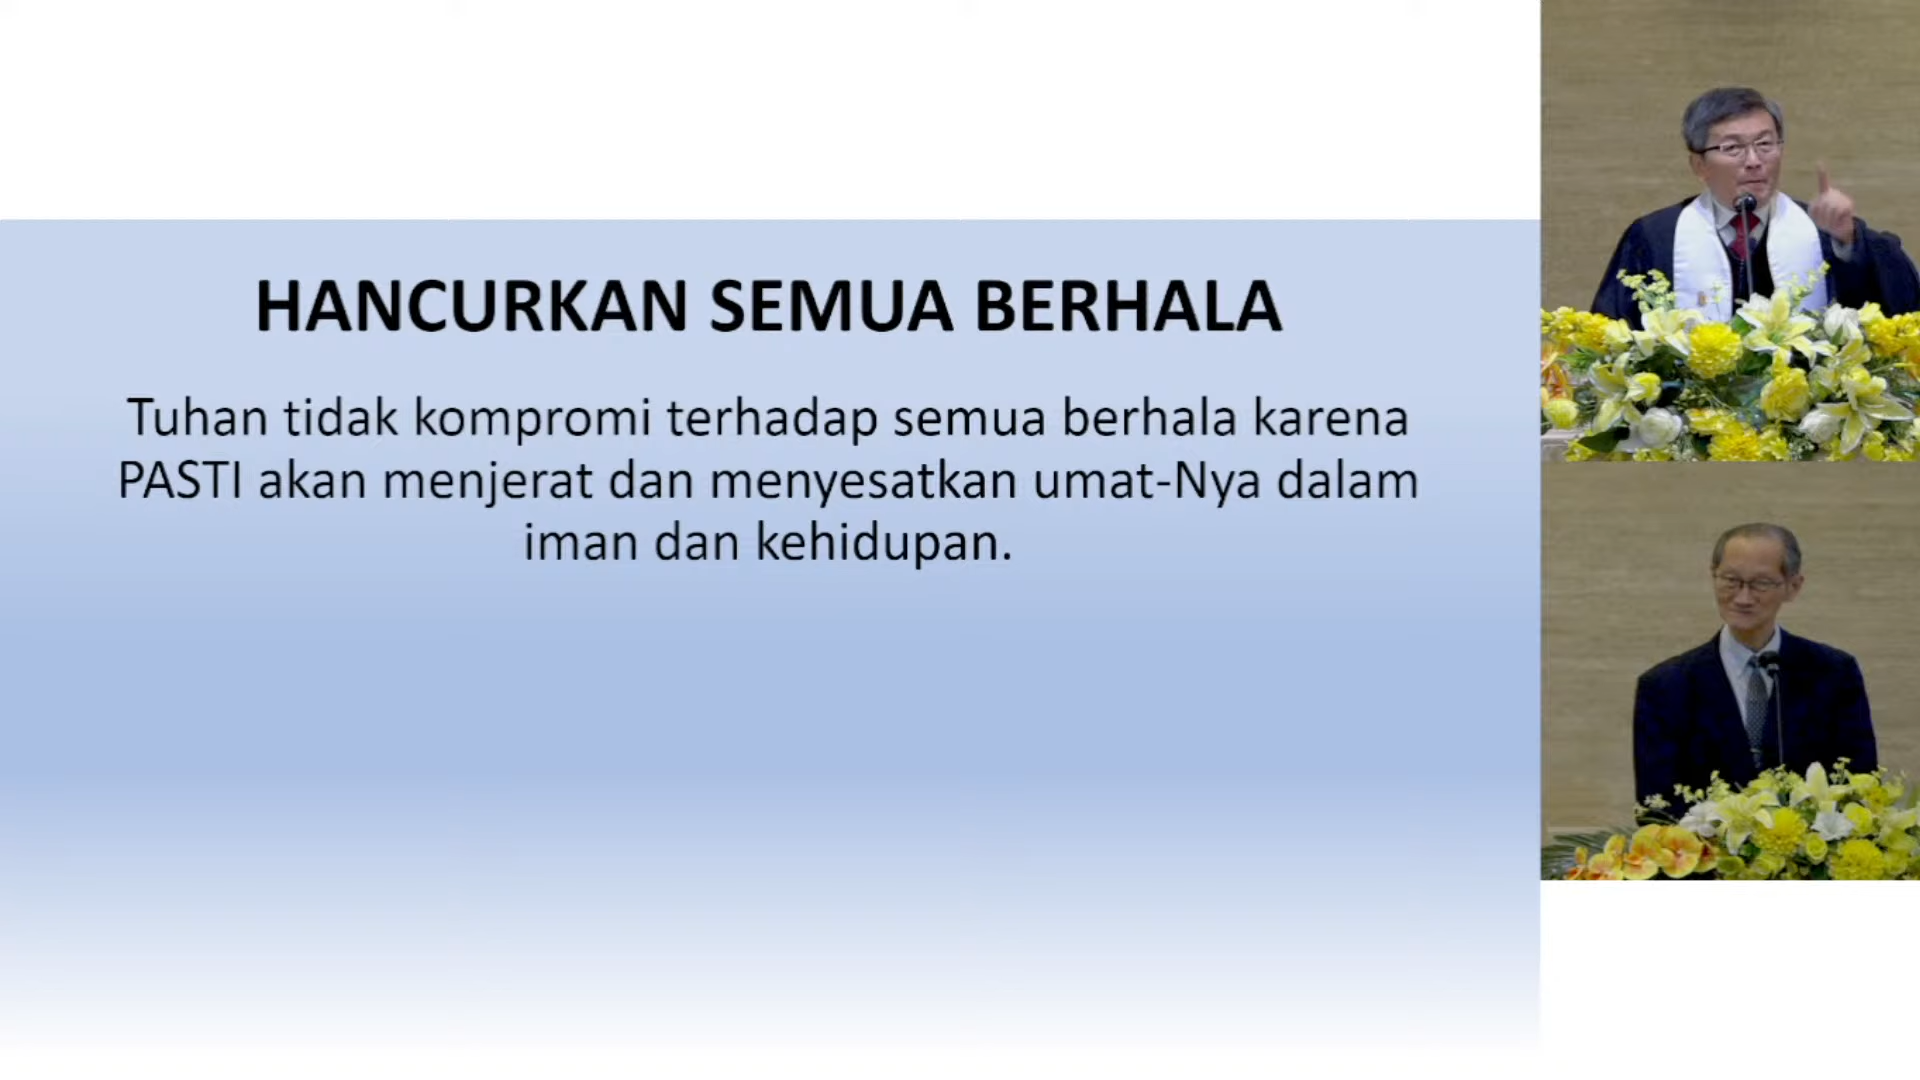 HANCURKAN SEMUA BERHALA
Tuhan tidak kompromi terhadap semua berhala karena
PASTI akan menjerat dan menyesatkan umat-Nya dalam
iman dan kehidupan.